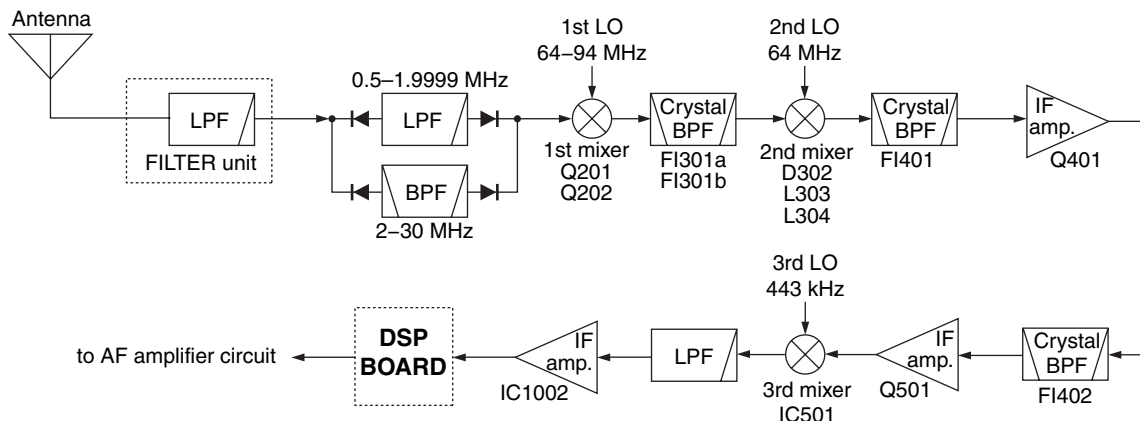 Antenna
LPF
FILTER unit
0.5–1.9999 MHz
LPF
BPF
2–30 MHz
1st LO
64–94 MHz
1st mixer
Q201
Q202
Crystal
BPF
FI301a
FI301b
2nd LO
64 MHz
2nd mixer
D302
L303
L304
Crystal
BPF
FI401
IF
amp.
Q401
to AF amplifier circuit
DSP
BOARD
IF
amp.
IC1002
LPF
3rd LO
443 kHz
3rd mixer
IC501
IF
amp.
Q501
Crystal
BPF
FI402